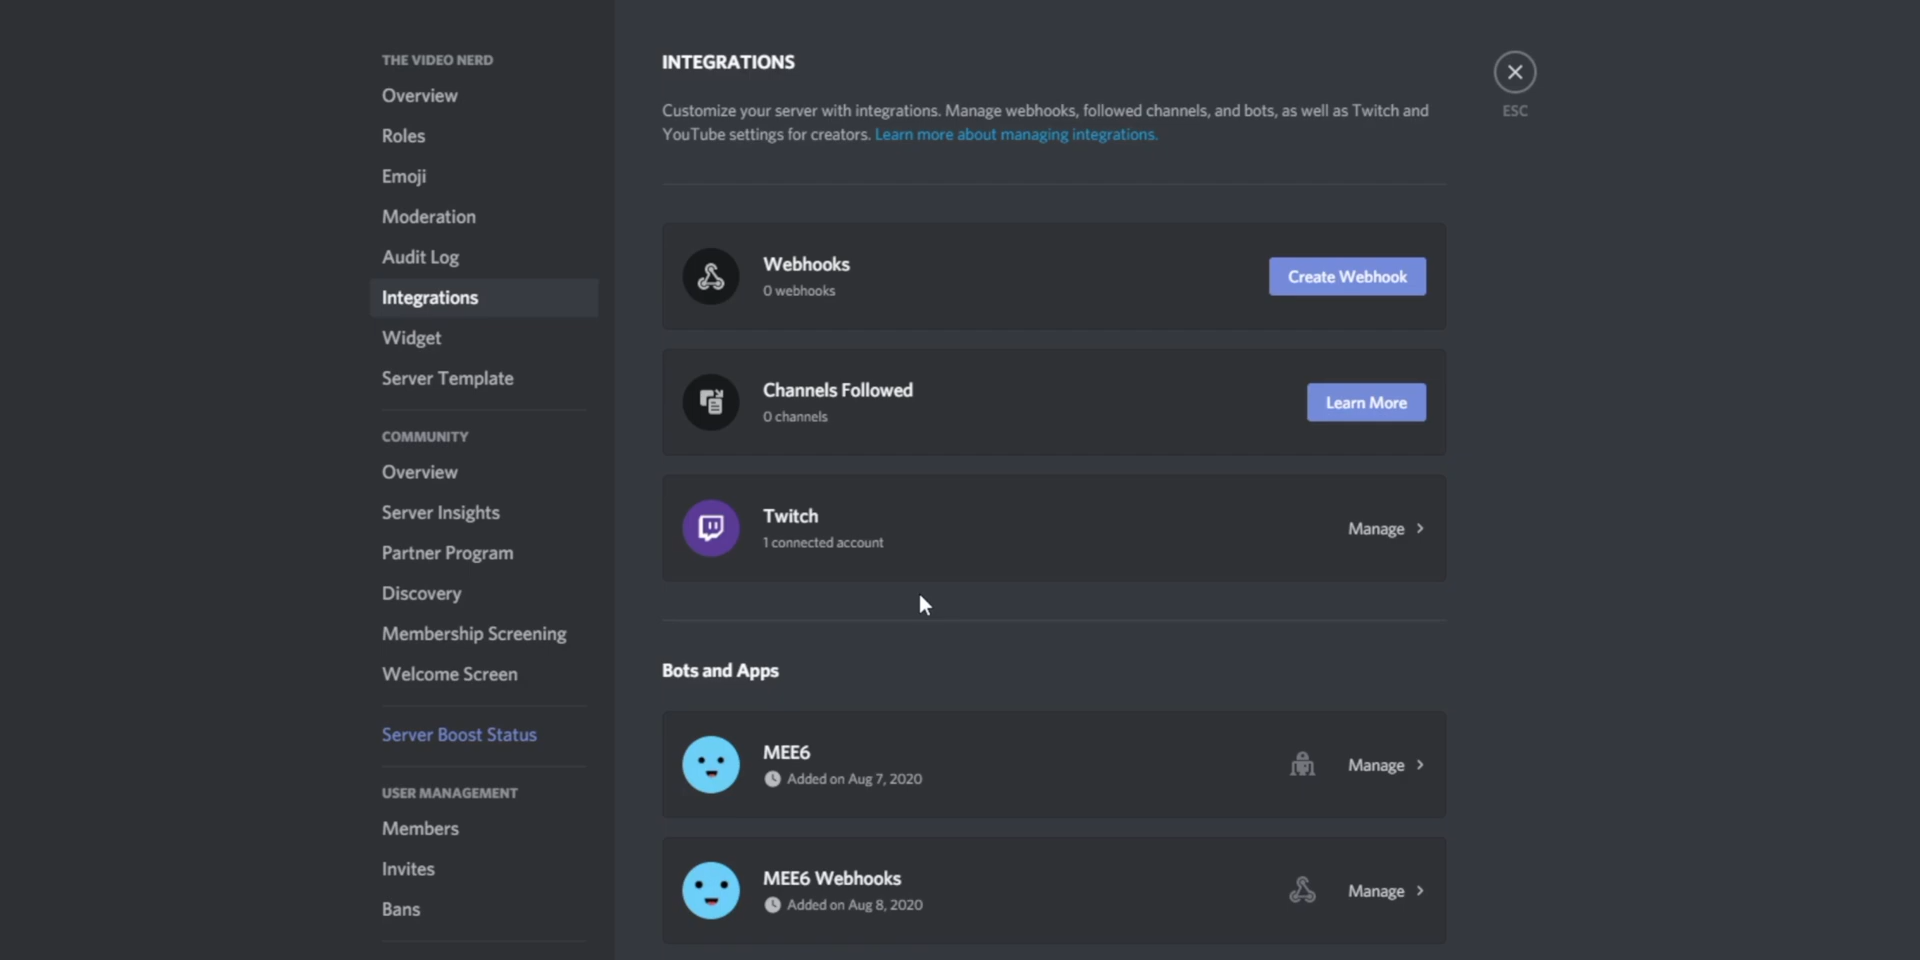 THE VIDEO NERD
Overview
Roles
Emoji
Moderation
Audit Log
Integrations
Widget
Server Template
COMMUNITY
Overview
Server Insights
Partner Program
Discovery
Membership Screening
Welcome Screen
Server Boost Status
USER MANAGEMENT
Members
Invites
Bans
INTEGRATIONS
Customize your server with integrations. Manage webhooks, followed channels, and bots, as well as Twitch and
YouTube settings for creators. Learn more about managing integrations.
Webhooks
0 webhooks
Create Webhook
Channels Followed
0 channels
Learn More
Twitch
1 connected account
Manage
Bots and Apps
MEE6
Added on Aug 7, 2020
Manage
MEE6 Webhooks
Added on Aug 8, 2020
Manage
ESC